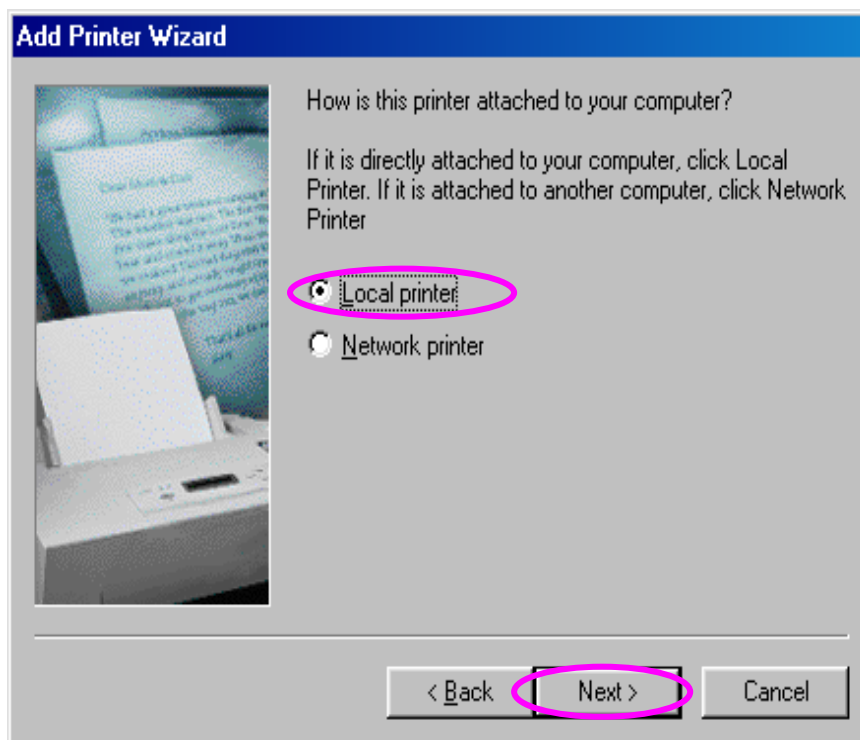 Add Printer Wizard
How is this printer attached to your computer?
If it is directly attached to your computer, click Local
Printer. If it is attached to another computer, click Network
Printer
Local printer
Network printer
< Back
Next >
Cancel